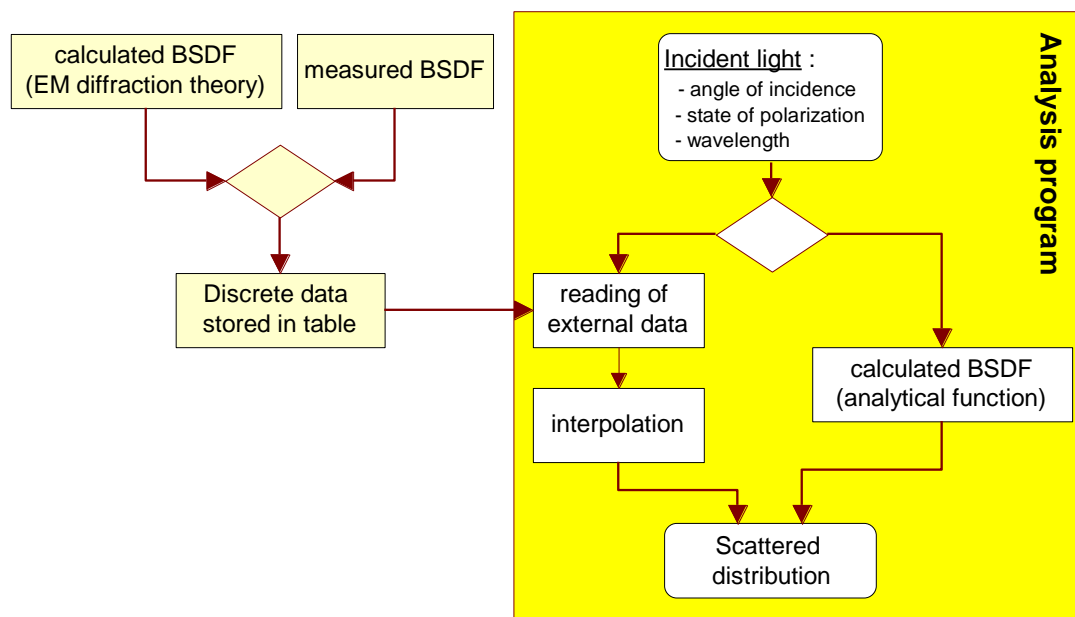 calculated BSDF
(EM diffraction theory)
measured BSDF
Discrete data
stored in table
Analysis program
Incident light :
- angle of incidence
- state of polarization
- wavelength
reading of
external data
interpolation
calculated BSDF
(analytical function)
Scattered
distribution